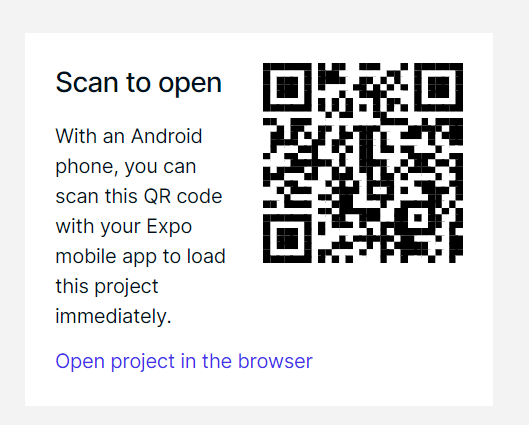 Scan to open
With an Android
phone, you can
scan this QR code
with your Expo
mobile app to load
this project
immediately.
Open project in the browser